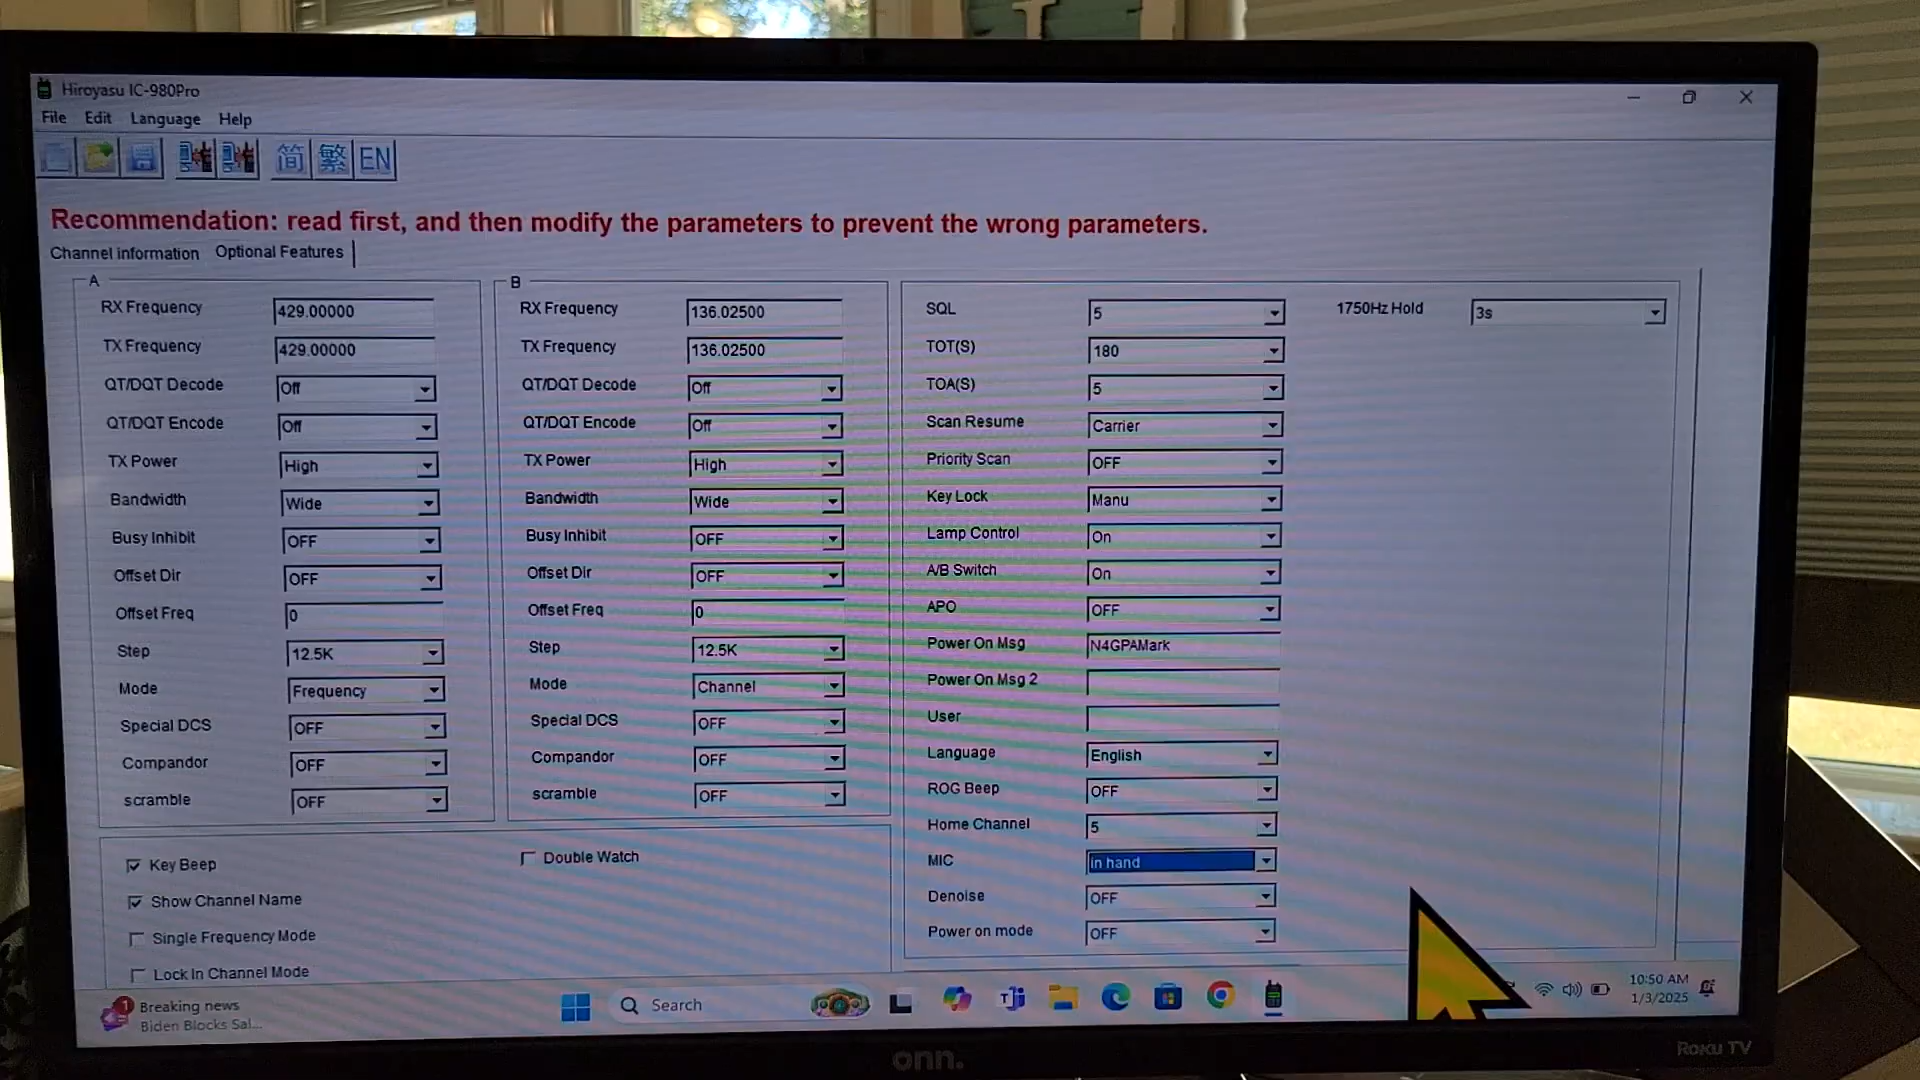 Hiroyasu IC-980Pro
File Edit Language Help
简 繁 EN
Recommendation: read first, and then modify the parameters to prevent the wrong parameters.
Channel information Optional Features
A
RX Frequency 429.00000
TX Frequency 429.00000
QT/DQT Decode Off
QT/DQT Encode Off
TX Power High
Bandwidth Wide
Busy Inhibit OFF
Offset Dir OFF
Offset Freq 0
Step 12.5K
Mode Frequency
Special DCS OFF
Compandor OFF
scramble OFF
B
RX Frequency 136.02500
TX Frequency 136.02500
QT/DQT Decode Off
QT/DQT Encode Off
TX Power High
Bandwidth Wide
Busy Inhibit OFF
Offset Dir OFF
Offset Freq 0
Step 12.5K
Mode Channel
Special DCS OFF
Compandor OFF
scramble OFF
SQL 5
TOT(S) 180
TOA(S) 5
Scan Resume Carrier
Priority Scan OFF
Key Lock Manu
Lamp Control On
A/B Switch On
APO OFF
Power On Msg N4GPAMark
Power On Msg 2
User
Language English
ROG Beep OFF
Home Channel 5
MIC in hand
Denoise OFF
Power on mode OFF
1750Hz Hold 3s
Key Beep
Show Channel Name
Single Frequency Mode
Lock In Channel Mode
Double Watch
1
Breaking news
Biden Blocks Sal...
Search
10:50 AM
1/3/2025
onn.
Roku TV